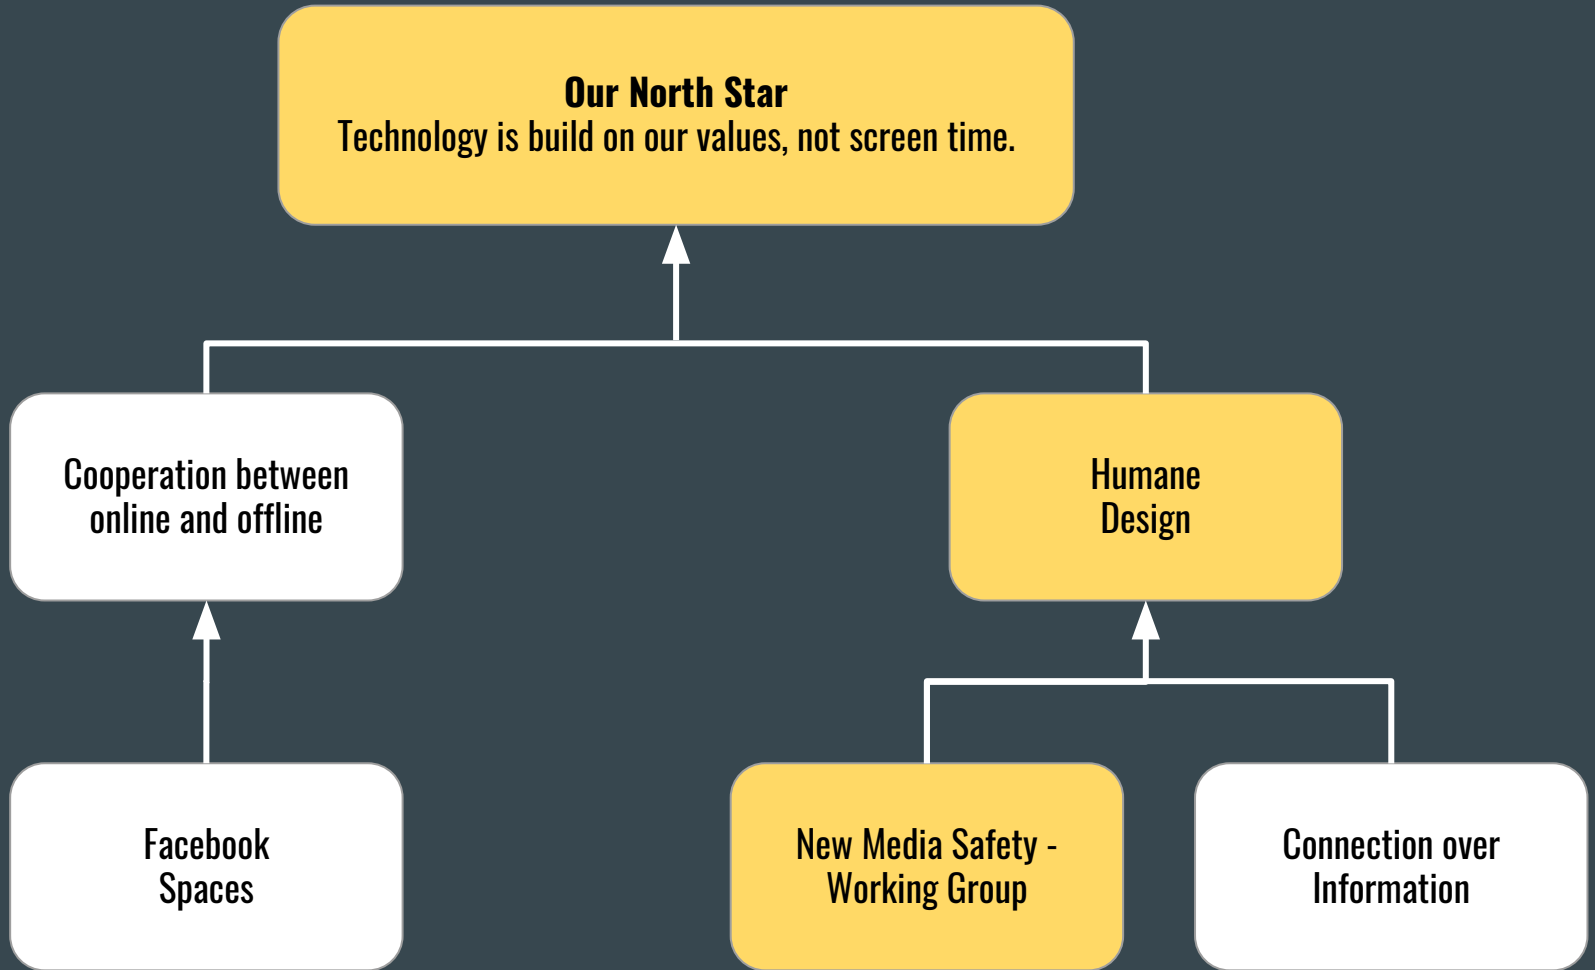 Our North Star
Technology is build on our values, not screen time.
Cooperation between
online and offline
Humane
Design
Facebook
Spaces
New Media Safety -
Working Group
Connection over
Information